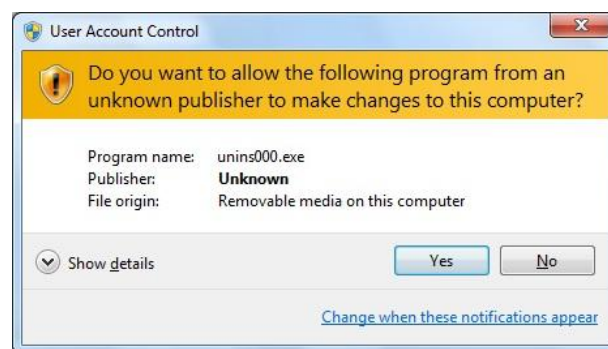 User Account Control
Do you want to allow the following program from an
unknown publisher to make changes to this computer?
Program name: unins000.exe
Publisher: Unknown
File origin: Removable media on this computer
Show details
Yes
No
Change when these notifications appear